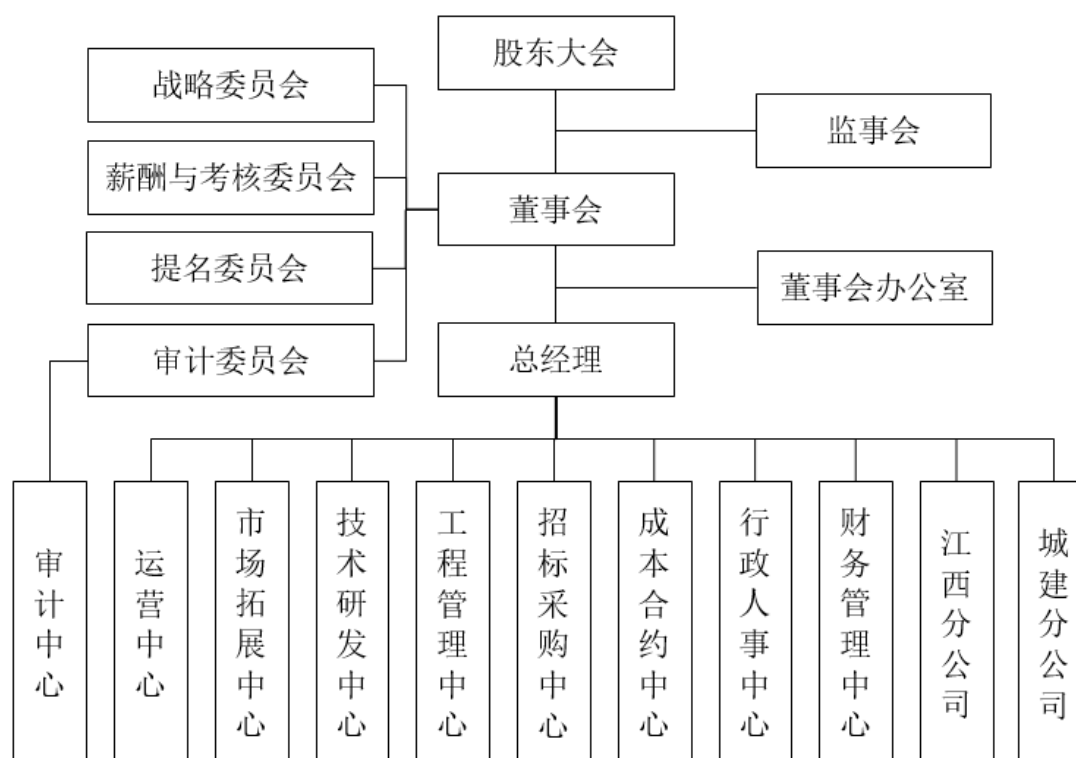 股东大会
战略委员会
监事会
薪酬与考核委员会
董事会
提名委员会
董事会办公室
审计委员会
总经理
审计中心
运营中心
市场拓展中心
技术研发中心
工程管理中心
招标采购中心
成本合约中心
行政人事中心
财务管理中心
江西分公司
城建分公司